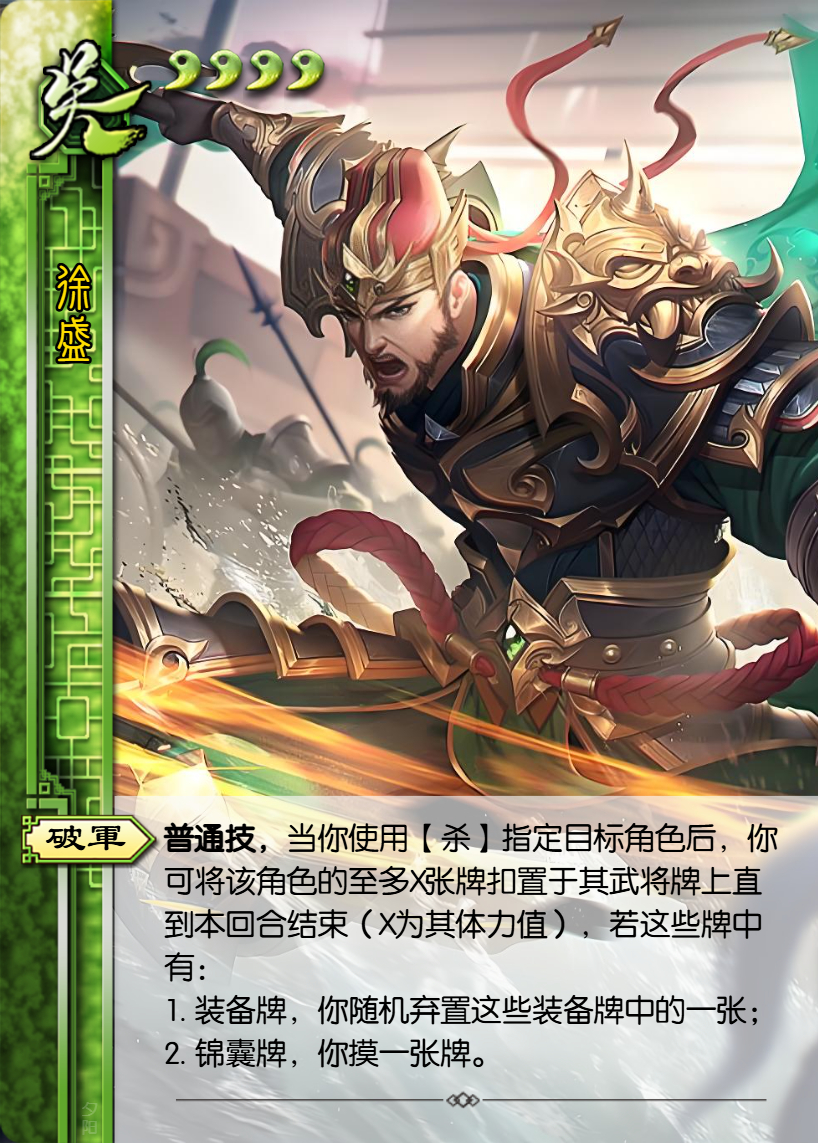 吴
徐盛
破軍
普通技，当你使用【杀】指定目标角色后，你
可将该角色的至多X张牌扣置于其武将牌上直
到本回合结束（X为其体力值），若这些牌中
有：
1. 装备牌，你随机弃置这些装备牌中的一张；
2. 锦囊牌，你摸一张牌。
夕阳